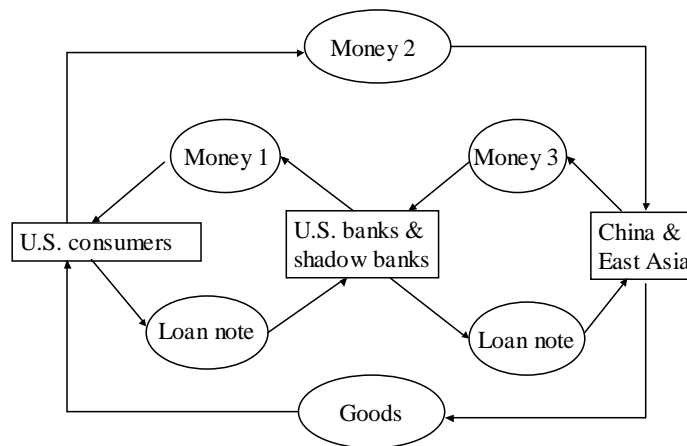 Money 2
Money 1
Money 3
U.S. consumers
U.S. banks &
shadow banks
China &
East Asia
Loan note
Loan note
Goods